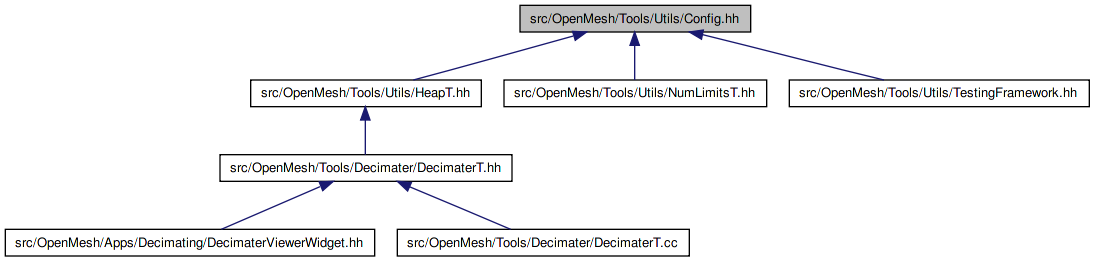 src/OpenMesh/Tools/Utils/Config.hh
src/OpenMesh/Tools/Utils/HeapT.hh
src/OpenMesh/Tools/Utils/NumLimitsT.hh
src/OpenMesh/Tools/Utils/TestingFramework.hh
src/OpenMesh/Tools/Decimater/DecimaterT.hh
src/OpenMesh/Apps/Decimating/DecimaterViewerWidget.hh
src/OpenMesh/Tools/Decimater/DecimaterT.cc